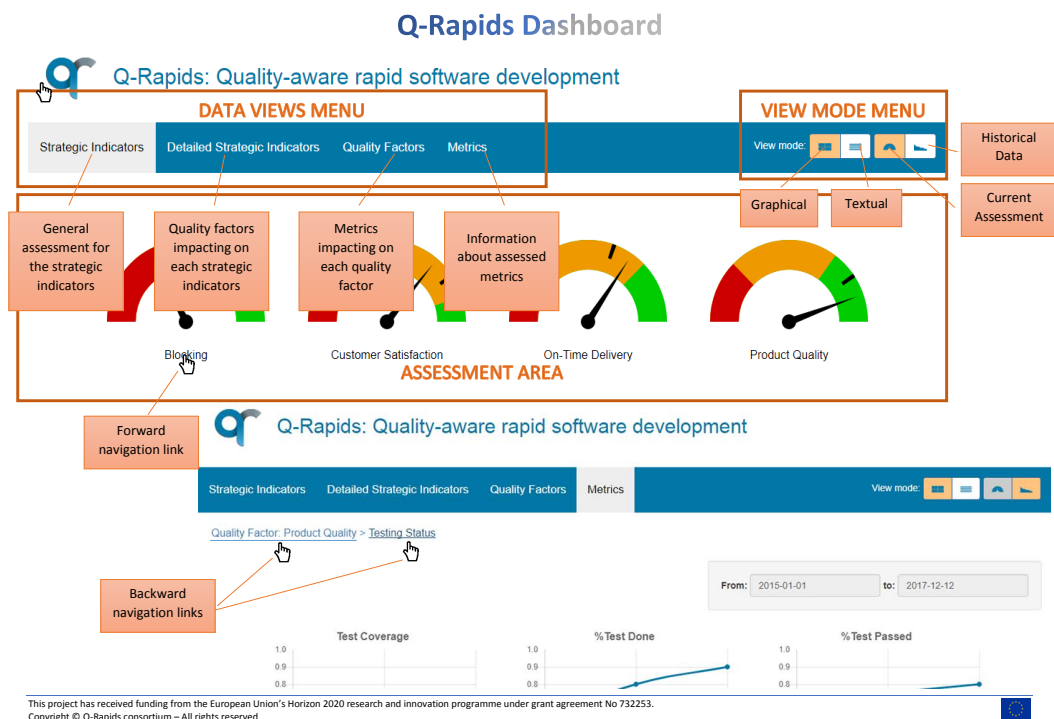 Q-Rapids Dashboard
Q-Rapids: Quality-aware rapid software development
DATA VIEWS MENU
VIEW MODE MENU
Strategic Indicators
Detailed Strategic Indicators
Quality Factors
Metrics
View mode:
Historical
Data
Graphical
Textual
Current
Assessment
General
assessment for
the strategic
indicators
Quality factors
impacting on
each strategic
indicators
Metrics
impacting on
each quality
factor
Information
about assessed
metrics
Blocking
Customer Satisfaction
On-Time Delivery
Product Quality
ASSESSMENT AREA
Forward
navigation link
Q-Rapids: Quality-aware rapid software development
Strategic Indicators
Detailed Strategic Indicators
Quality Factors
Metrics
View mode:
Quality Factor: Product Quality > Testing Status
Backward
navigation links
From: 2015-01-01 to: 2017-12-12
Test Coverage
1.0
0.9
0.8
%Test Done
1.0
0.9
0.8
%Test Passed
1.0
0.9
0.8
This project has received funding from the European Union's Horizon 2020 research and innovation programme under grant agreement No 732253.
Copyright © Q-Rapids consortium – All rights reserved